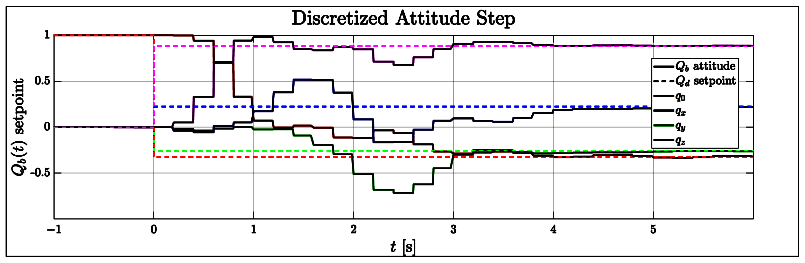 Discretized Attitude Step
Q_b(t) setpoint
1
0.5
0
-0.5
-1
0
1
2
3
4
5
t [s]
Q_b attitude
Q_d setpoint
q_0
q_x
q_y
q_z